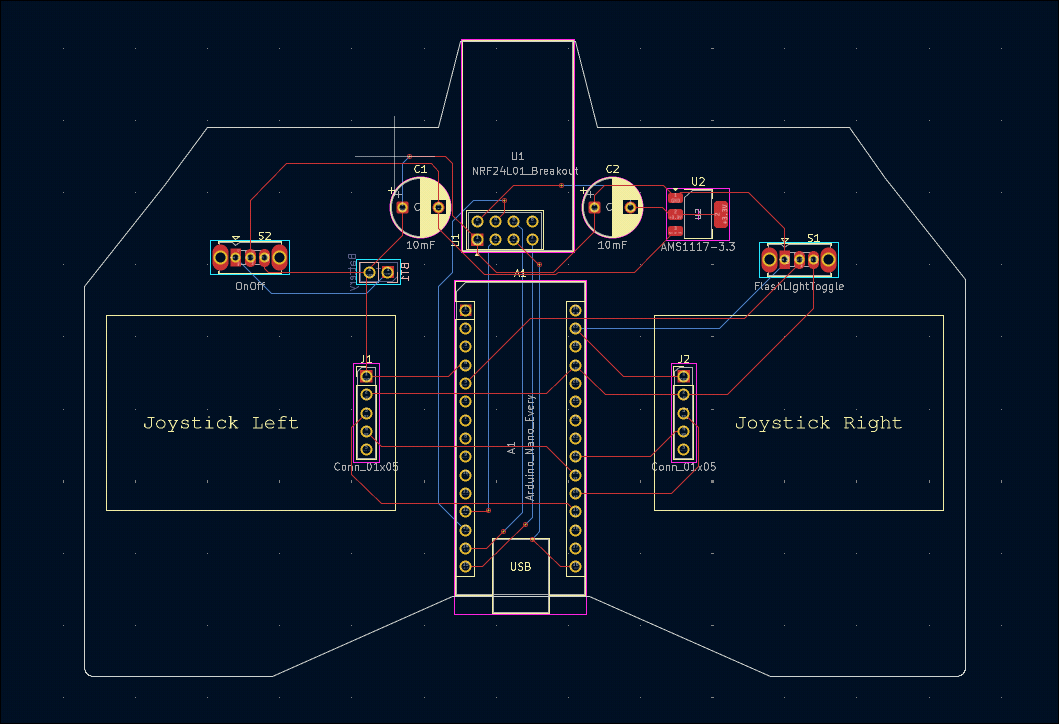 U1
NRF24L01_Breakout
C1
C2
U2
10mF
10mF
AMS1117-3.3
S2
S1
OnOff
FlashLIghtToggle
BT1
Battery
U1
1
A1
J1
J2
Joystick Left
Joystick Right
A1
Arduino_Nano_Every
Conn_01x05
Conn_01x05
USB